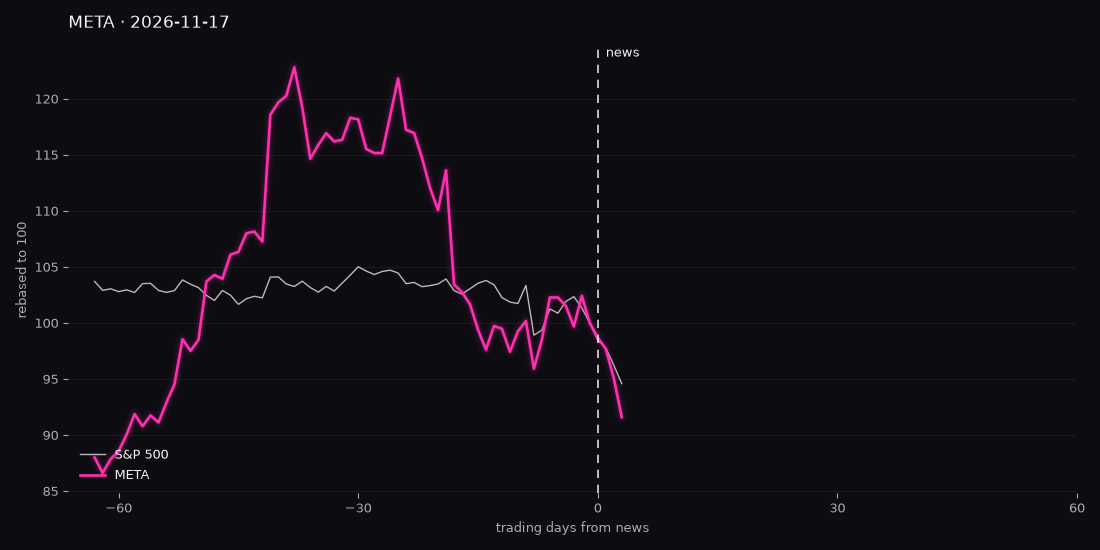 META · 2026-11-17
news
rebased to 100
120
115
110
105
100
95
90
85
S&P 500
META
−60
−30
0
30
60
trading days from news